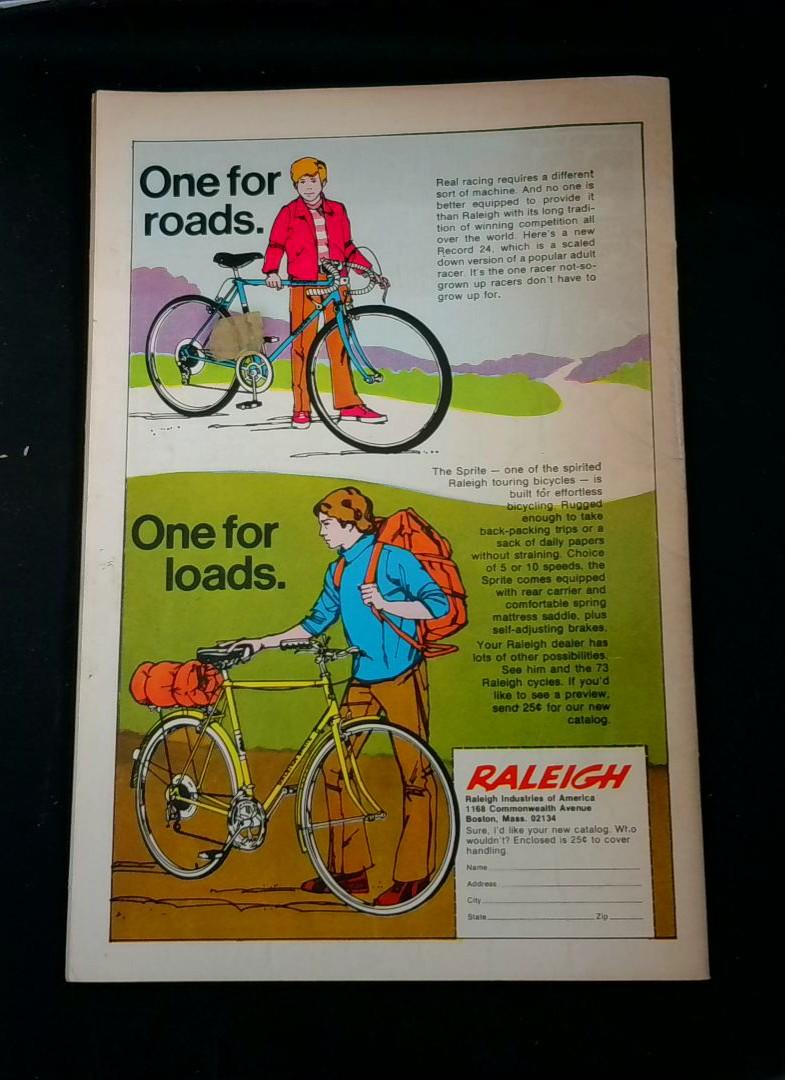 One for
roads.
Real racing requires a different
sort of machine. And no one is
better equipped to provide it
than Raleigh with its long tradi-
tion of winning competition all
over the world. Here's a new
Record 24, which is a scaled
down version of a popular adult
racer. It's the one racer not-so-
grown up racers don't have to
grow up for.
One for
loads.
The Sprite — one of the spirited
Raleigh touring bicycles — is
built for effortless
bicycling. Rugged
enough to take
back-packing trips or a
sack of daily papers
without straining. Choice
of 5 or 10 speeds, the
Sprite comes equipped
with rear carrier and
comfortable spring
mattress saddle, plus
self-adjusting brakes.
Your Raleigh dealer has
lots of other possibilities.
See him and the 73
Raleigh cycles. If you'd
like to see a preview,
send 25¢ for our new
catalog.
RALEIGH
Raleigh Industries of America
1168 Commonwealth Avenue
Boston, Mass. 02134
Sure, I'd like your new catalog. Who
wouldn't? Enclosed is 25¢ to cover
handling.
Name
Address
City
State Zip